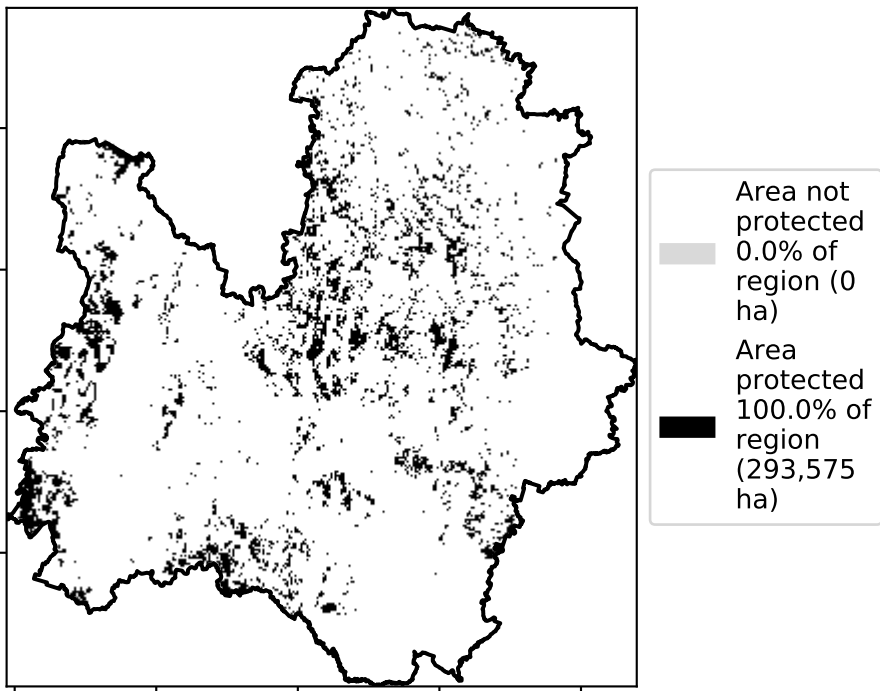 Area not
protected
0.0% of
region (0
ha)
Area
protected
100.0% of
region
(293,575
ha)